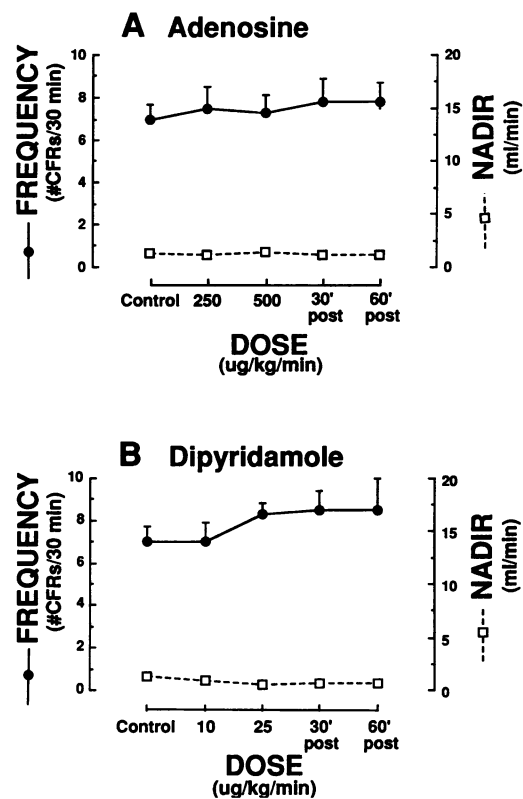 A Adenosine
FREQUENCY
(#CFRs/30 min)
10
8
6
4
2
0
20
15
10
5
0
NADIR
(ml/min)
Control 250 500 30' post 60' post
DOSE
(ug/kg/min)
B Dipyridamole
FREQUENCY
(#CFRs/30 min)
10
8
6
4
2
0
20
15
10
5
0
NADIR
(ml/min)
Control 10 25 30' post 60' post
DOSE
(ug/kg/min)